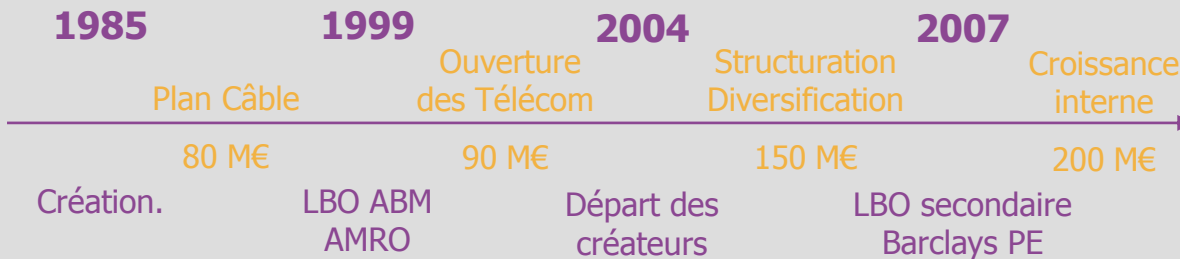 1985 1999 2004 2007
Ouverture Structuration Croissance
Plan Câble des Télécom Diversification interne
80 M€ 90 M€ 150 M€ 200 M€
Création. LBO ABM Départ des LBO secondaire
AMRO créateurs Barclays PE